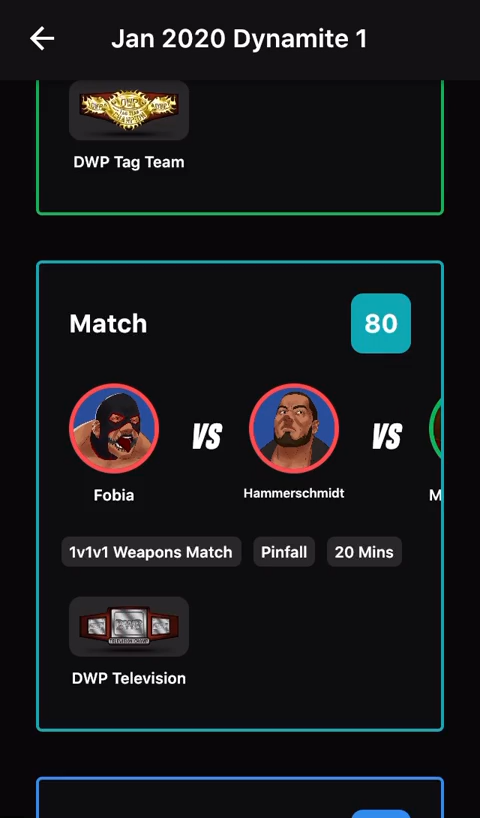 Jan 2020 Dynamite 1
DWP Tag Team
Match
80
VS
VS
Fobia
Hammerschmidt
M
1v1v1 Weapons Match
Pinfall
20 Mins
DWP Television